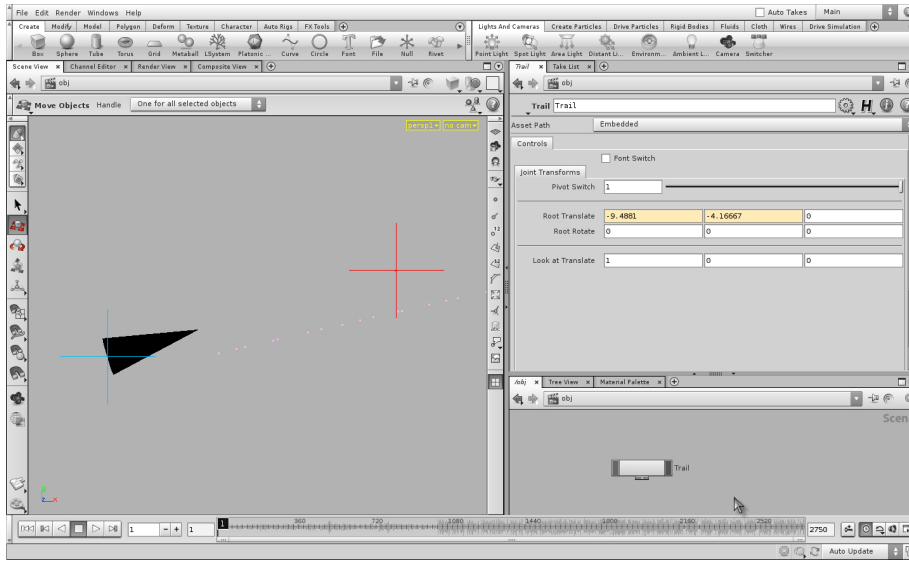 File Edit Render Windows Help
Auto Takes Main
Create Modify Model Polygon Deform Texture Character Auto Rigs FX Tools
Lights And Cameras Create Particles Drive Particles Rigid Bodies Fluids Cloth Wires Drive Simulation
Box Sphere Tube Torus Grid Metaball LSystem Platonic ... Curve Circle Font File Null Rivet
Point Light Spot Light Area Light Distant Li... Environm... Ambient L... Camera Switcher
Scene View Channel Editor Render View Composite View
Trail Take List
obj
obj
Move Objects Handle One for all selected objects
Trail Trail
persp1 no cam
Asset Path Embedded
Controls
Font Switch
Joint Transforms
Pivot Switch 1
Root Translate -9.4881 -4.16667 0
Root Rotate 0 0 0
Look at Translate 1 0 0
12
/obj Tree View Material Palette
obj
Scen
Trail
z x
1 1
1 360 720 1080 1440 1800 2160 2520
2750
Auto Update